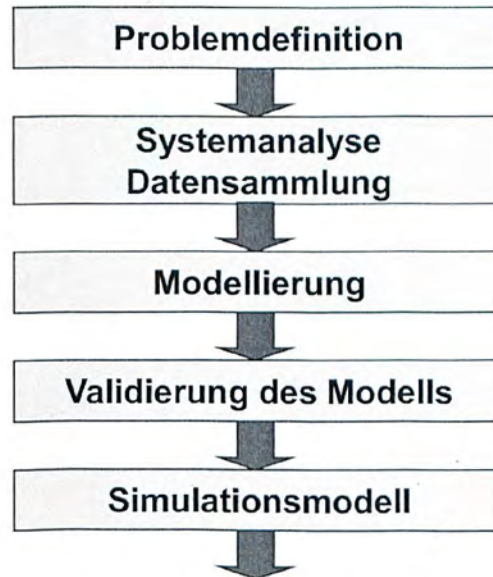 Problemdefinition
Systemanalyse
Datensammlung
Modellierung
Validierung des Modells
Simulationsmodell